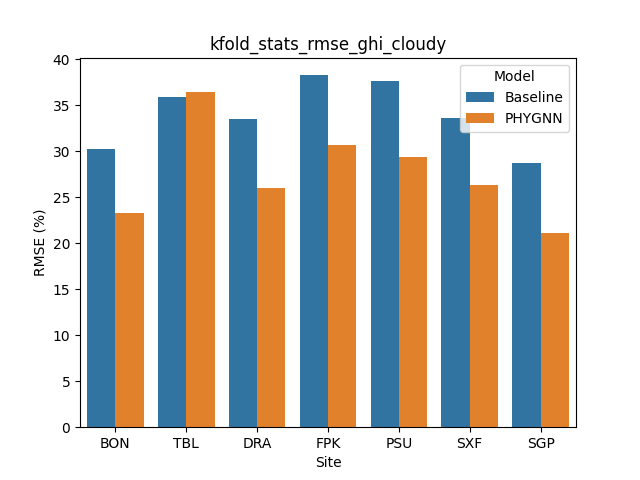 kfold_stats_rmse_ghi_cloudy
Model
Baseline
PHYGNN
RMSE (%)
40
35
30
25
20
15
10
5
0
BON TBL DRA FPK PSU SXF SGP
Site